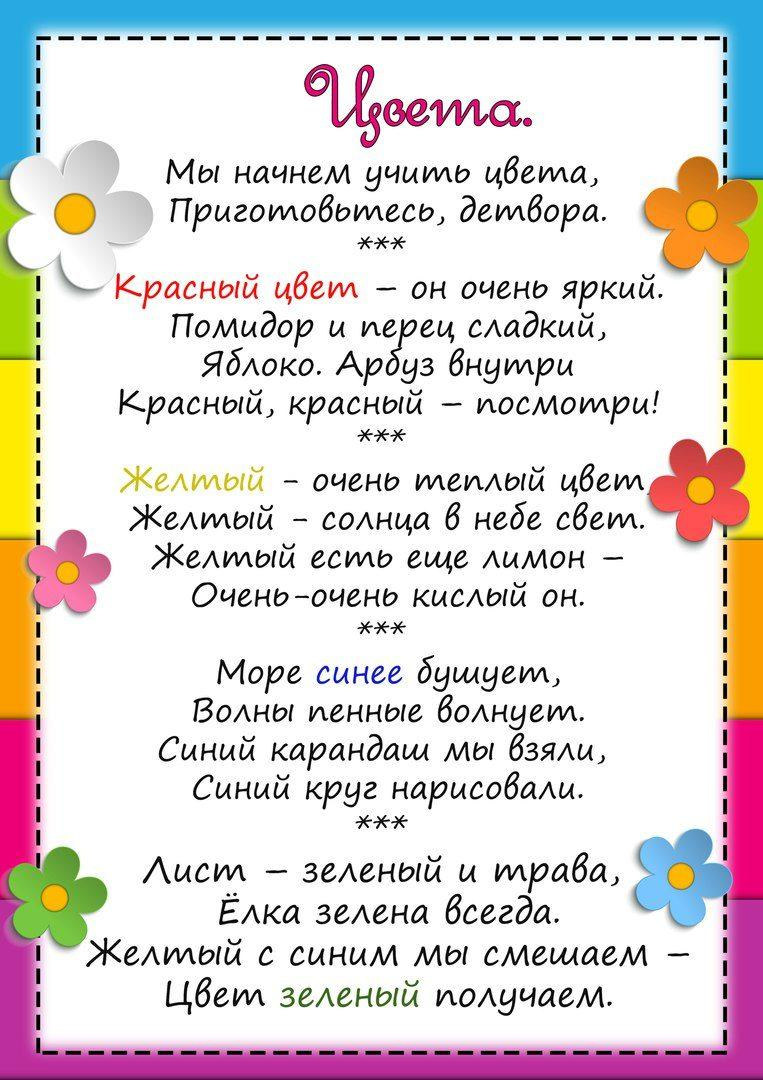 Цвета.
Мы начнем учить цвета,
Приготовьтесь, детвора.
***
Красный цвет – он очень яркий.
Помидор и перец сладкий,
Яблоко. Арбуз внутри
Красный, красный – посмотри!
***
Желтый - очень теплый цвет,
Желтый - солнца в небе свет.
Желтый есть еще лимон –
Очень-очень кислый он.
***
Море синее бушует,
Волны пенные волнует.
Синий карандаш мы взяли,
Синий круг нарисовали.
***
Лист – зеленый и трава,
Ёлка зелена всегда.
Желтый с синим мы смешаем –
Цвет зеленый получаем.